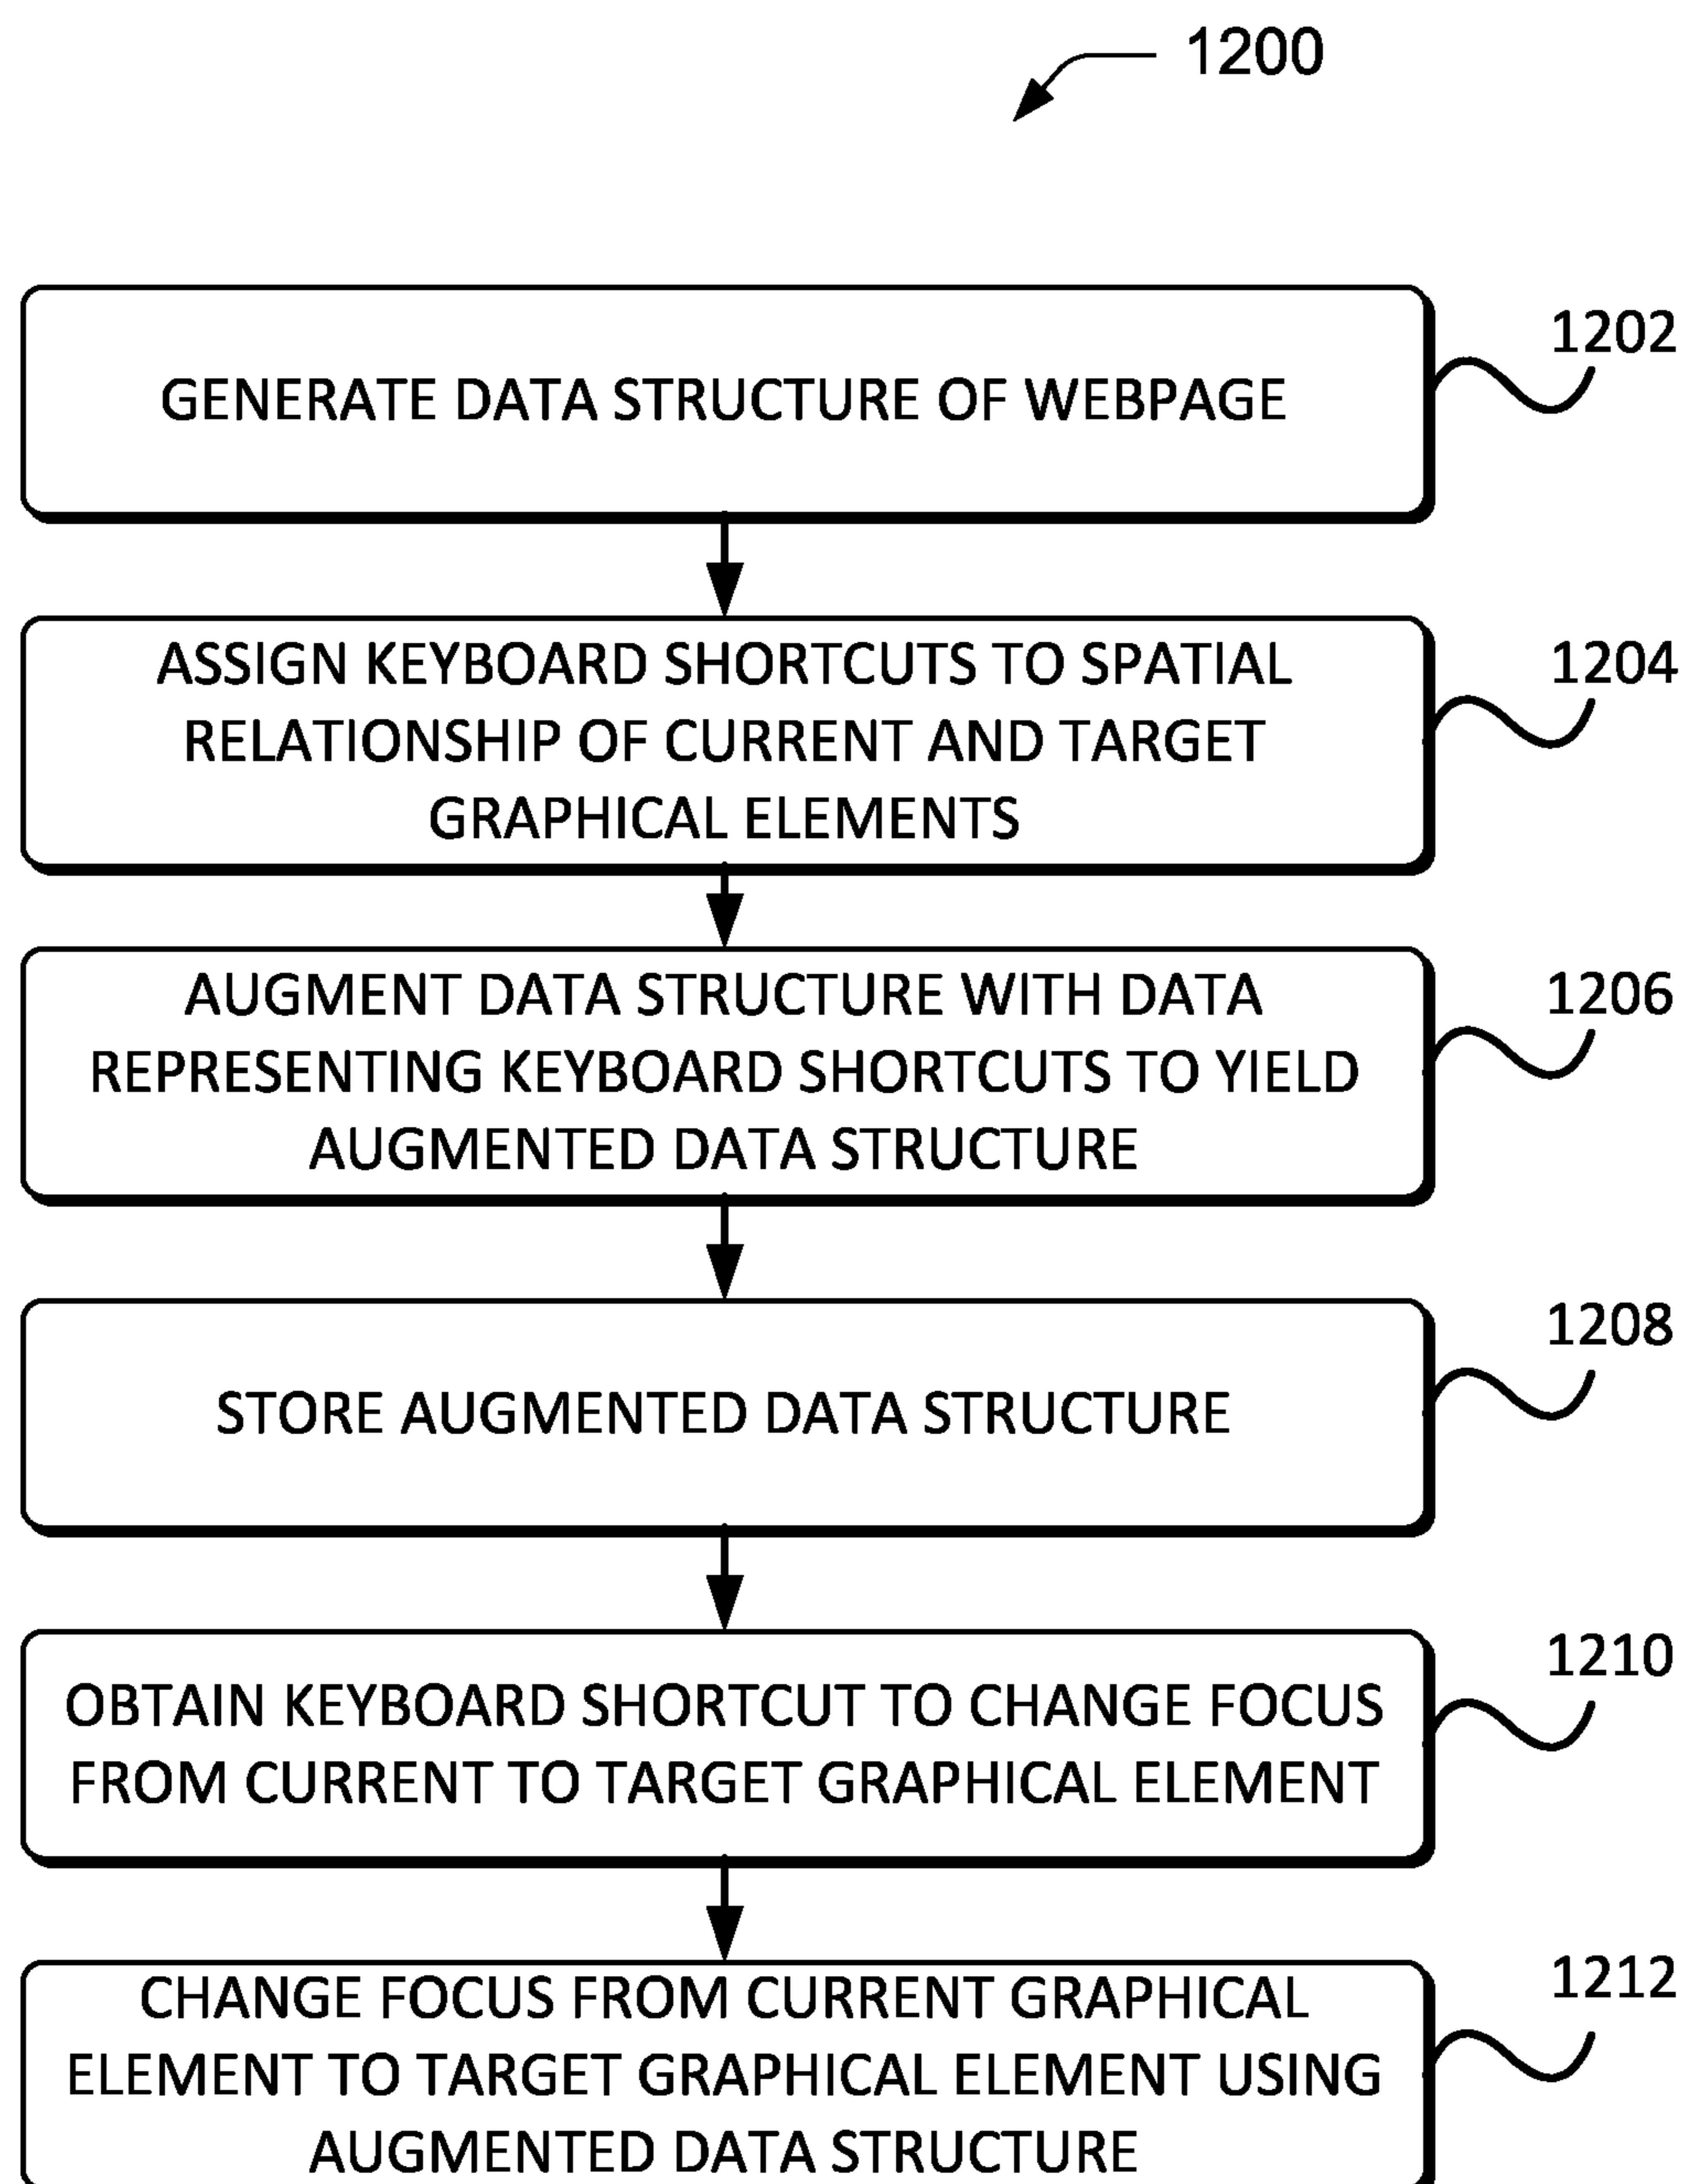 1200
GENERATE DATA STRUCTURE OF WEBPAGE
1202
ASSIGN KEYBOARD SHORTCUTS TO SPATIAL
RELATIONSHIP OF CURRENT AND TARGET
GRAPHICAL ELEMENTS
1204
AUGMENT DATA STRUCTURE WITH DATA
REPRESENTING KEYBOARD SHORTCUTS TO YIELD
AUGMENTED DATA STRUCTURE
1206
STORE AUGMENTED DATA STRUCTURE
1208
OBTAIN KEYBOARD SHORTCUT TO CHANGE FOCUS
FROM CURRENT TO TARGET GRAPHICAL ELEMENT
1210
CHANGE FOCUS FROM CURRENT GRAPHICAL
ELEMENT TO TARGET GRAPHICAL ELEMENT USING
AUGMENTED DATA STRUCTURE
1212